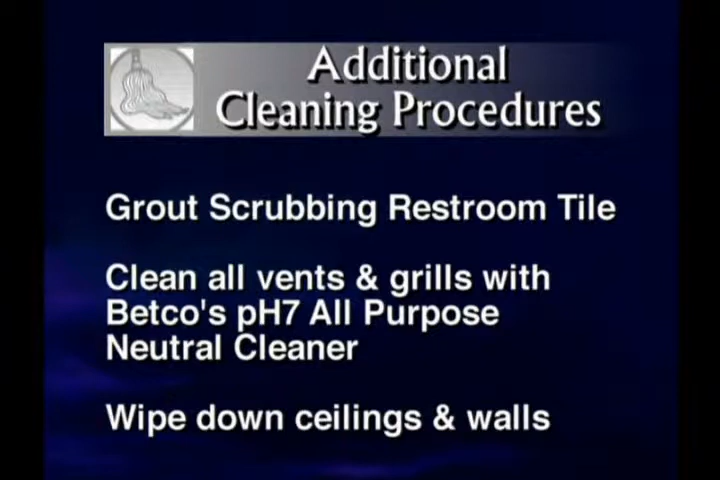 Additional
Cleaning Procedures
Grout Scrubbing Restroom Tile
Clean all vents & grills with
Betco's pH7 All Purpose
Neutral Cleaner
Wipe down ceilings & walls